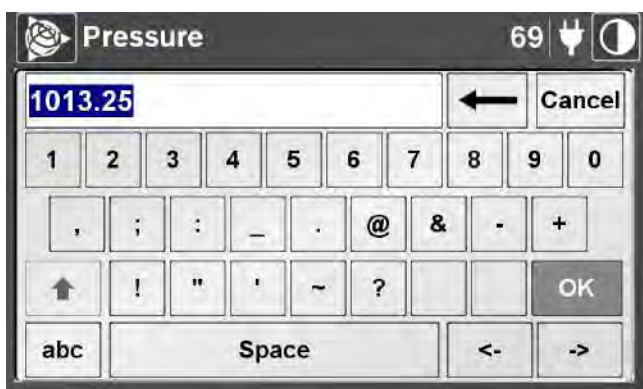 Pressure 69
1013.25 Cancel
1 2 3 4 5 6 7 8 9 0
, ; : _ . @ & - +
! " ' ~ ? OK
abc Space <- ->